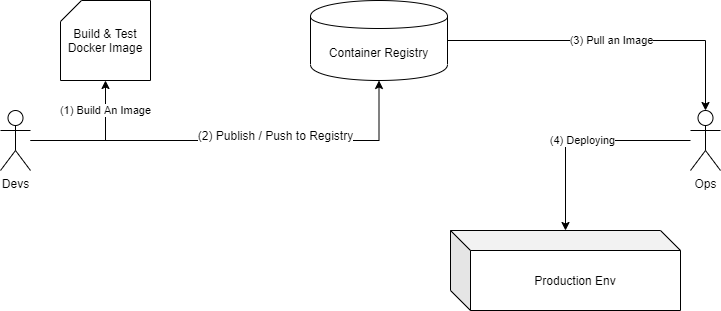 Build & Test
Docker Image
Container Registry
(3) Pull an Image
(1) Build An Image
(2) Publish / Push to Registry
(4) Deploying
Devs
Ops
Production Env